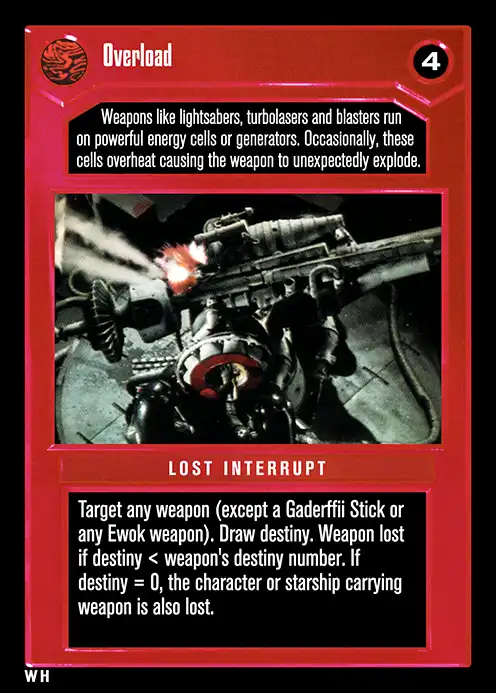 Overload
4
Weapons like lightsabers, turbolasers and blasters run
on powerful energy cells or generators. Occasionally, these
cells overheat causing the weapon to unexpectedly explode.
LOST INTERRUPT
Target any weapon (except a Gaderffii Stick or
any Ewok weapon). Draw destiny. Weapon lost
if destiny < weapon's destiny number. If
destiny = 0, the character or starship carrying
weapon is also lost.
WH